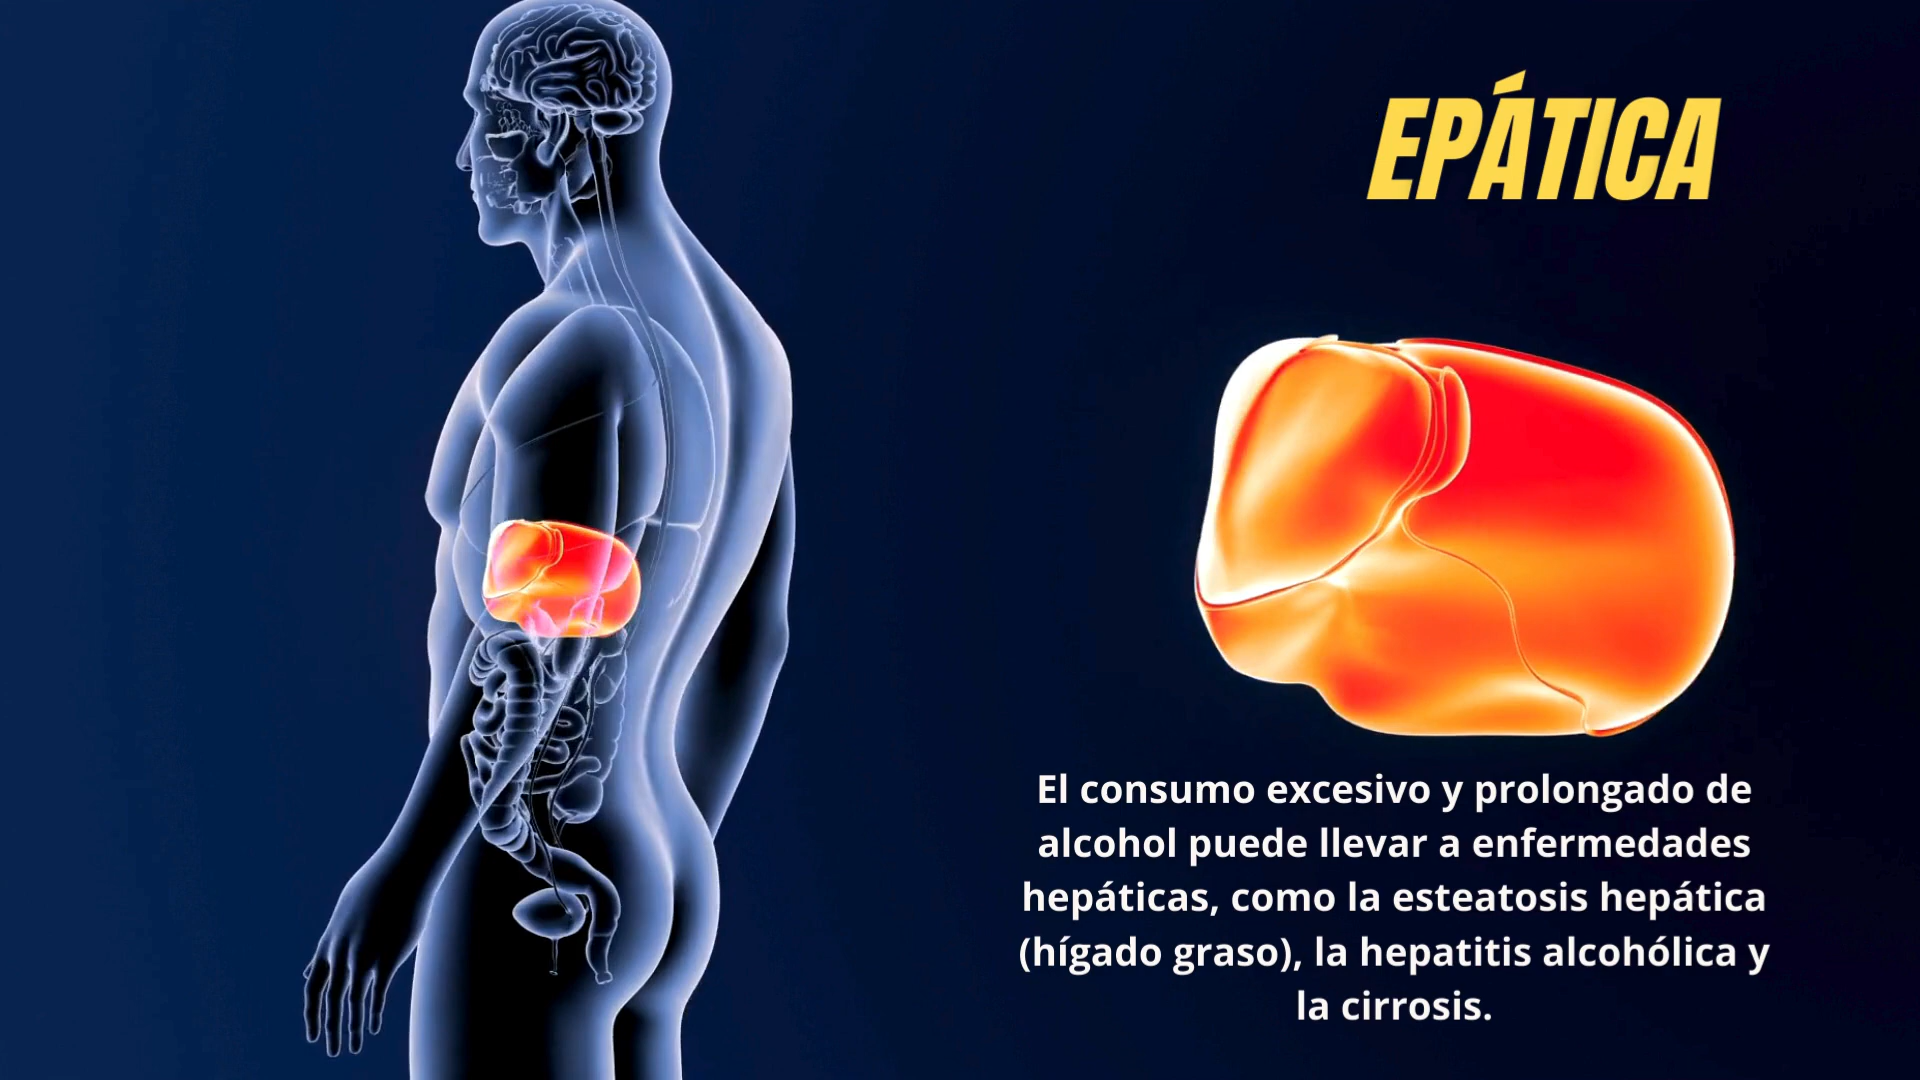 EPÁTICA
El consumo excesivo y prolongado de
alcohol puede llevar a enfermedades
hepáticas, como la esteatosis hepática
(hígado graso), la hepatitis alcohólica y
la cirrosis.